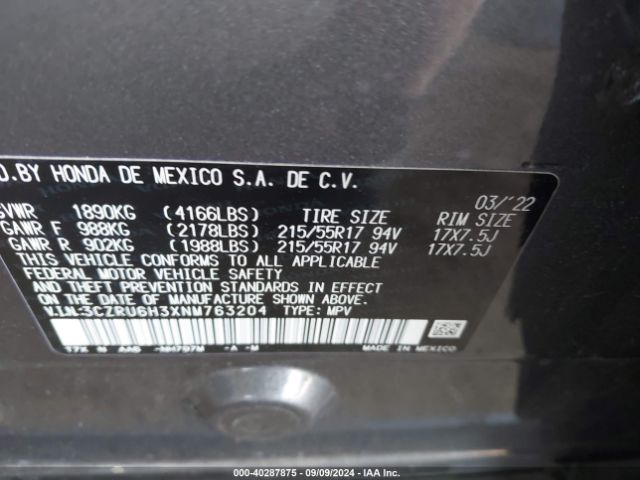 D.BY HONDA DE MEXICO S.A. DE C.V.
03/'22
GVWR 1890KG (4166LBS) TIRE SIZE RIM SIZE
GAWR F 988KG (2178LBS) 215/55R17 94V 17X7.5J
GAWR R 902KG (1988LBS) 215/55R17 94V 17X7.5J
THIS VEHICLE CONFORMS TO ALL APPLICABLE
FEDERAL MOTOR VEHICLE SAFETY
AND THEFT PREVENTION STANDARDS IN EFFECT
ON THE DATE OF MANUFACTURE SHOWN ABOVE.
V.I.N:3CZRU6H3XNM763204 TYPE: MPV
MADE IN MEXICO
000-40287875 - 09/09/2024 - IAA Inc.